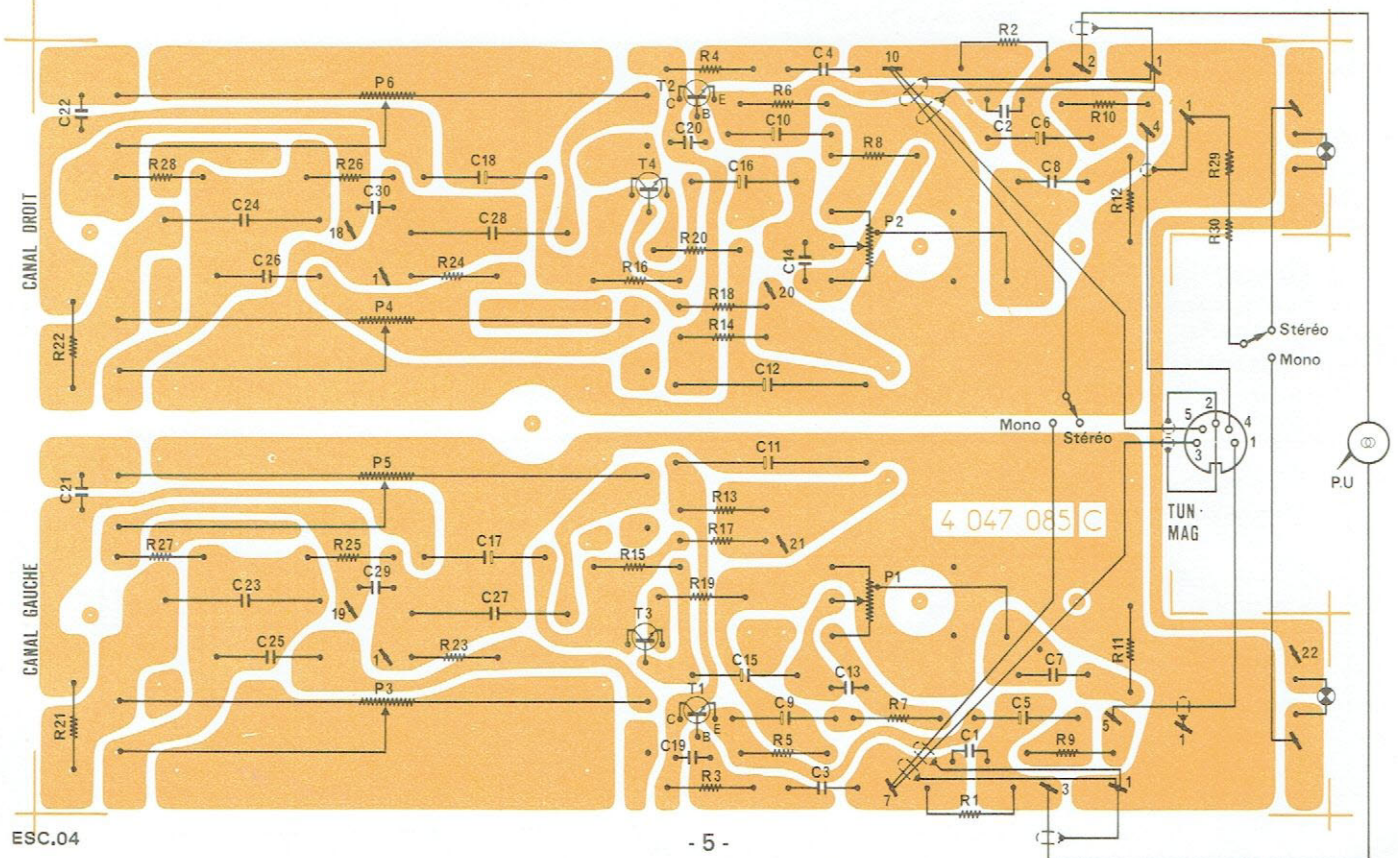 R2
R4
C4
10
2
1
P6
T2
C
E
B
R6
C22
C20
C10
C2
C6
R10
4
1
R28
R26
C18
T4
C16
R8
C8
R12
R29
C30
C24
18
C28
P2
R30
CANAL DROIT
R20
C14
C26
1
R24
R16
20
R18
P4
R14
R22
Stéréo
Mono
C12
Mono
Stéréo
5
2
4
3
1
P.U
C11
P5
C21
R13
4 047 085 C
TUN·
MAG
R17
21
R27
R25
C17
R15
C29
P1
R19
C23
19
C27
T3
CANAL GAUCHE
C25
1
R23
R11
22
C15
C13
C7
P3
T1
C
E
B
C9
R7
C5
5
1
R21
C19
R5
C1
R9
R3
C3
7
R1
3
1
ESC.04
- 5 -